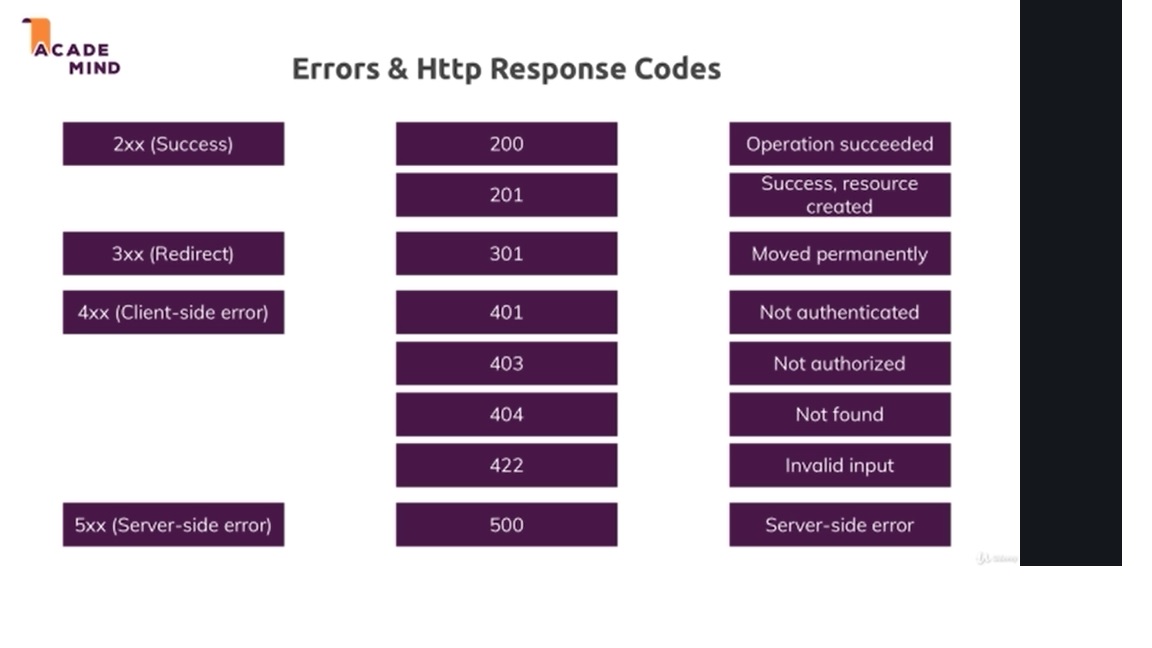 ACADE
MIND
Errors & Http Response Codes
2xx (Success)
200
Operation succeeded
201
Success, resource
created
3xx (Redirect)
301
Moved permanently
4xx (Client-side error)
401
Not authenticated
403
Not authorized
404
Not found
422
Invalid input
5xx (Server-side error)
500
Server-side error
Udemy